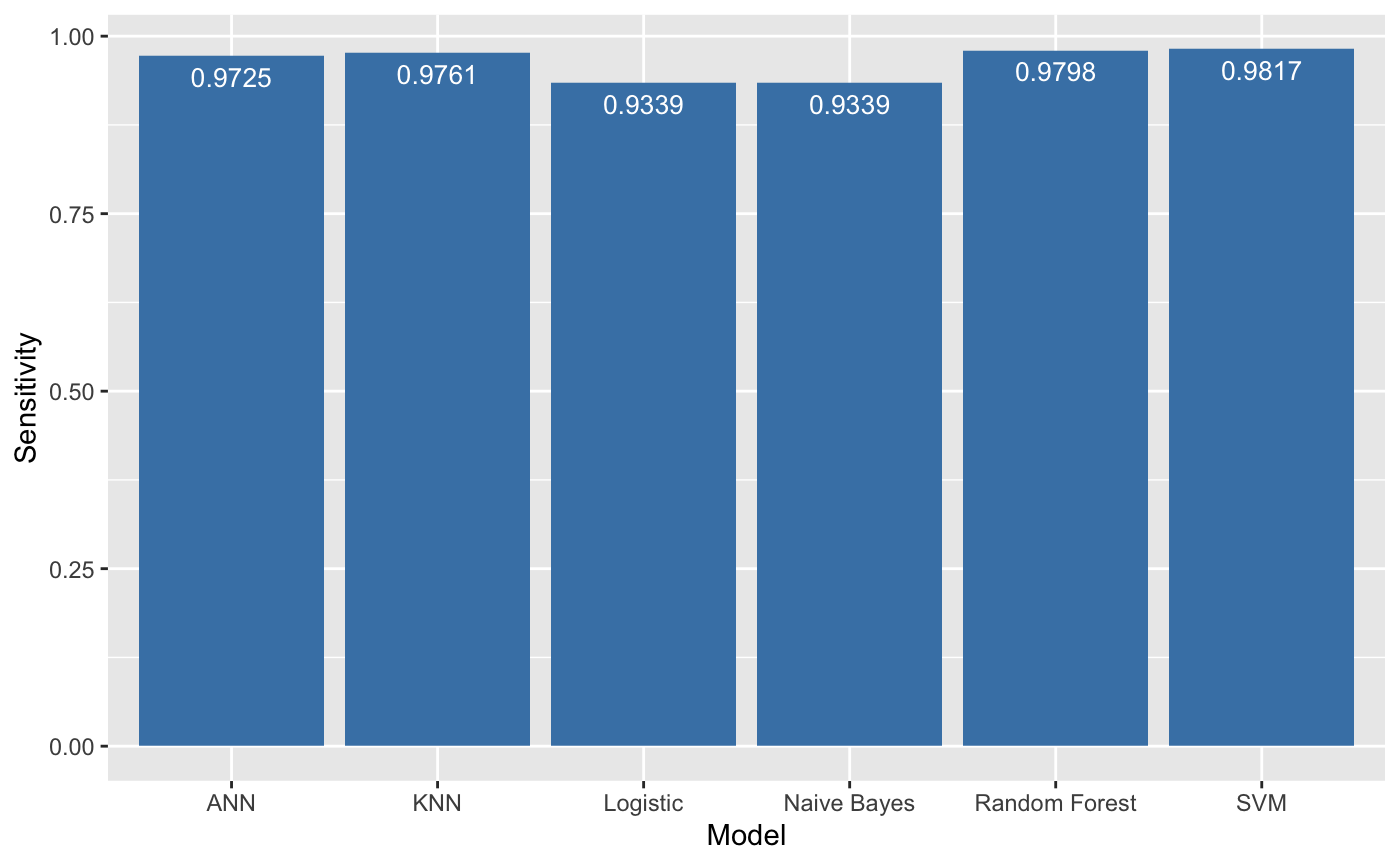 1.00
0.75
0.50
0.25
0.00
Sensitivity
0.9725
0.9761
0.9339
0.9339
0.9798
0.9817
ANN
KNN
Logistic
Naive Bayes
Random Forest
SVM
Model